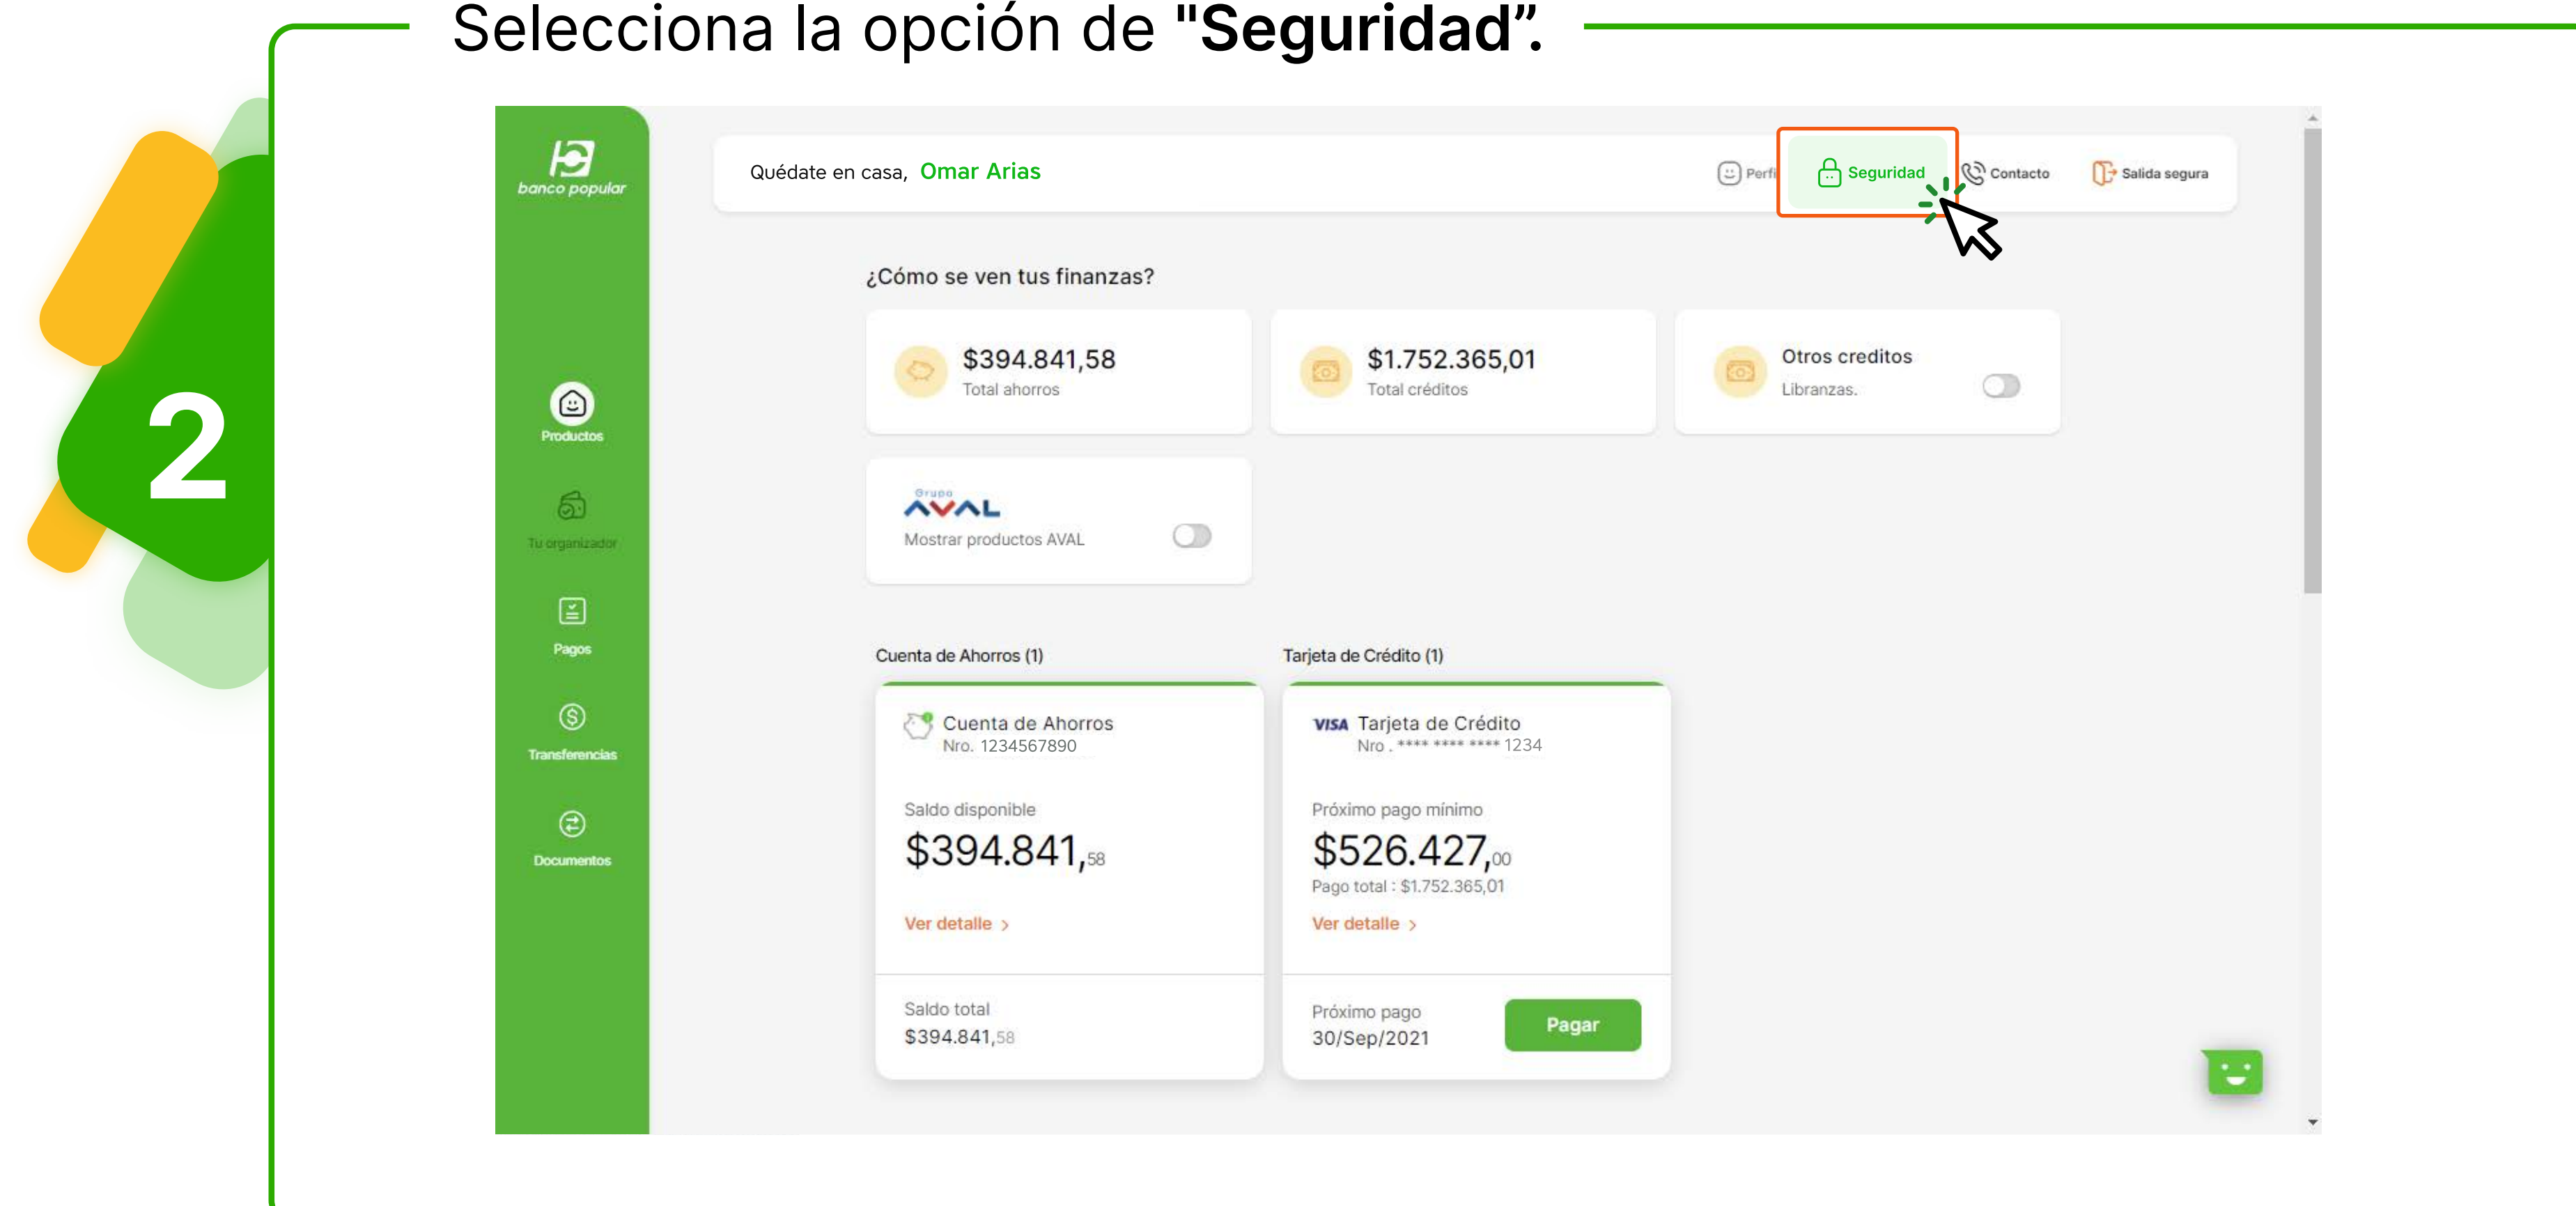 Selecciona la opción de "Seguridad”.
2
banco popular
Quédate en casa, Omar Arias
Perfi
Seguridad
Contacto
Salida segura
¿Cómo se ven tus finanzas?
$394.841,58
Total ahorros
$1.752.365,01
Total créditos
Otros creditos
Libranzas.
Grupo
AVAL
Mostrar productos AVAL
Productos
Tu organizador
Pagos
Transferencias
Documentos
Cuenta de Ahorros (1)
Cuenta de Ahorros
Nro. 1234567890
Saldo disponible
$394.841,58
Ver detalle >
Saldo total
$394.841,58
Tarjeta de Crédito (1)
VISA Tarjeta de Crédito
Nro . **** **** **** 1234
Próximo pago mínimo
$526.427,00
Pago total : $1.752.365,01
Ver detalle >
Próximo pago
30/Sep/2021
Pagar